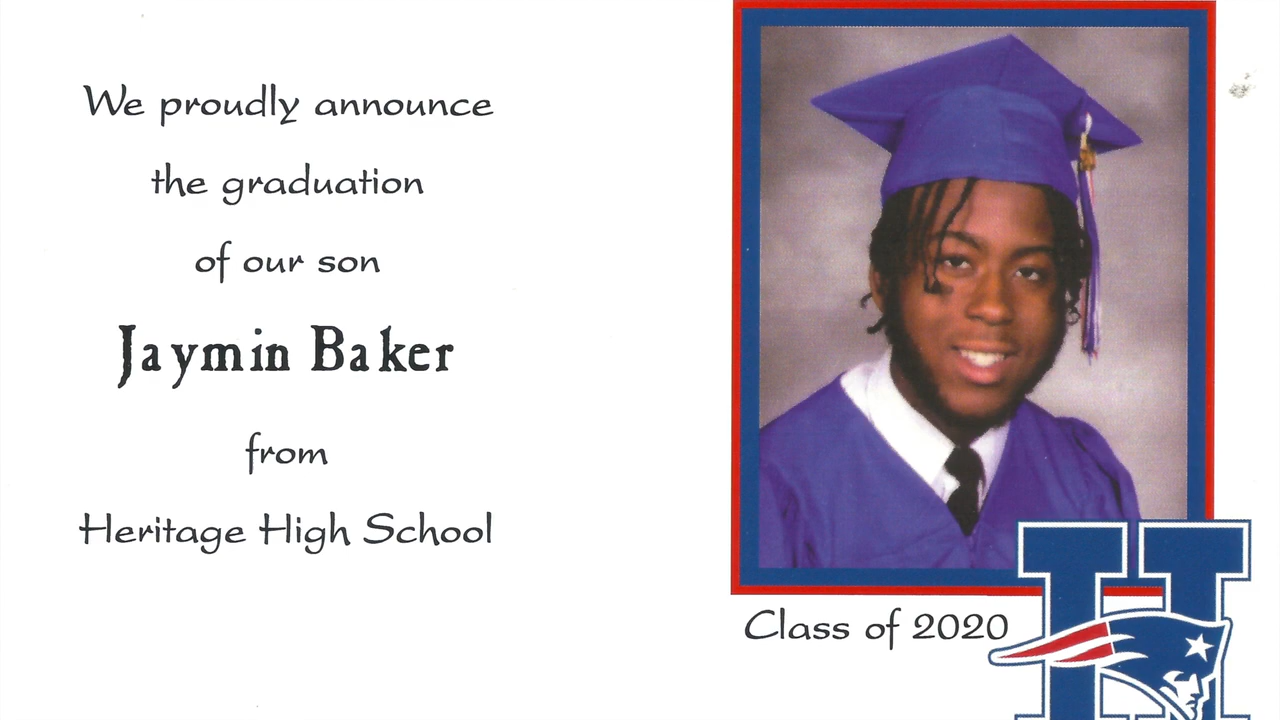 We proudly announce
the graduation
of our son
Jaymin Baker
from
Heritage High School
Class of 2020
H